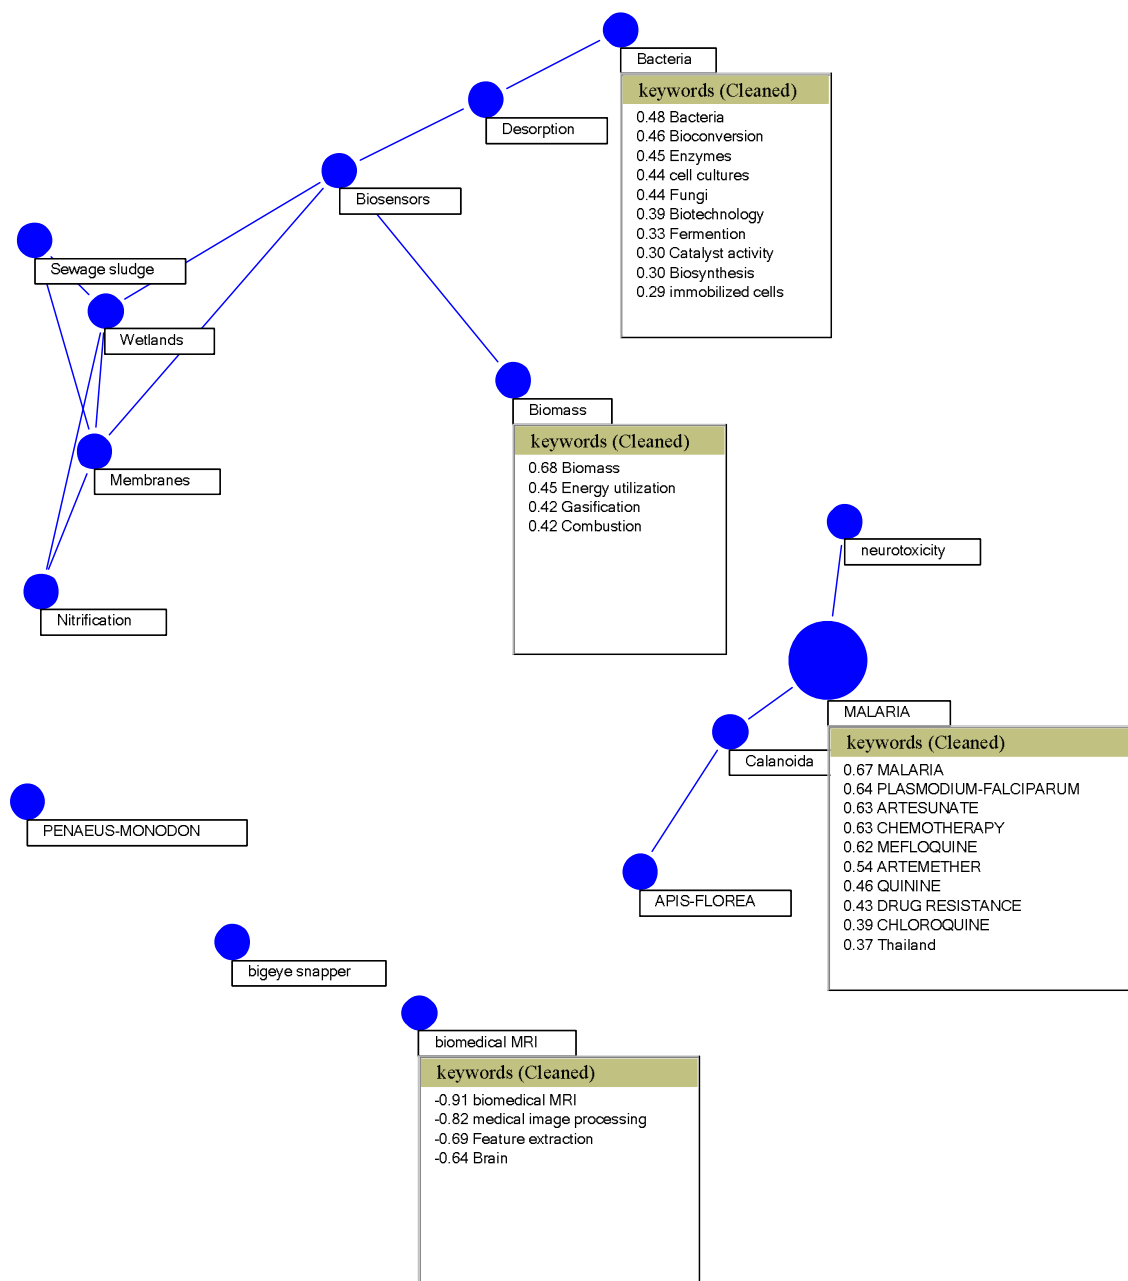 Bacteria
keywords (Cleaned)
0.48 Bacteria
0.46 Bioconversion
0.45 Enzymes
0.44 cell cultures
0.44 Fungi
0.39 Biotechnology
0.33 Fermention
0.30 Catalyst activity
0.30 Biosynthesis
0.29 immobilized cells
Desorption
Biosensors
Sewage sludge
Wetlands
Membranes
Nitrification
Biomass
keywords (Cleaned)
0.68 Biomass
0.45 Energy utilization
0.42 Gasification
0.42 Combustion
neurotoxicity
MALARIA
keywords (Cleaned)
0.67 MALARIA
0.64 PLASMODIUM-FALCIPARUM
0.63 ARTESUNATE
0.63 CHEMOTHERAPY
0.62 MEFLOQUINE
0.54 ARTEMETHER
0.46 QUININE
0.43 DRUG RESISTANCE
0.39 CHLOROQUINE
0.37 Thailand
Calanoida
APIS-FLOREA
PENAEUS-MONODON
bigeye snapper
biomedical MRI
keywords (Cleaned)
-0.91 biomedical MRI
-0.82 medical image processing
-0.69 Feature extraction
-0.64 Brain